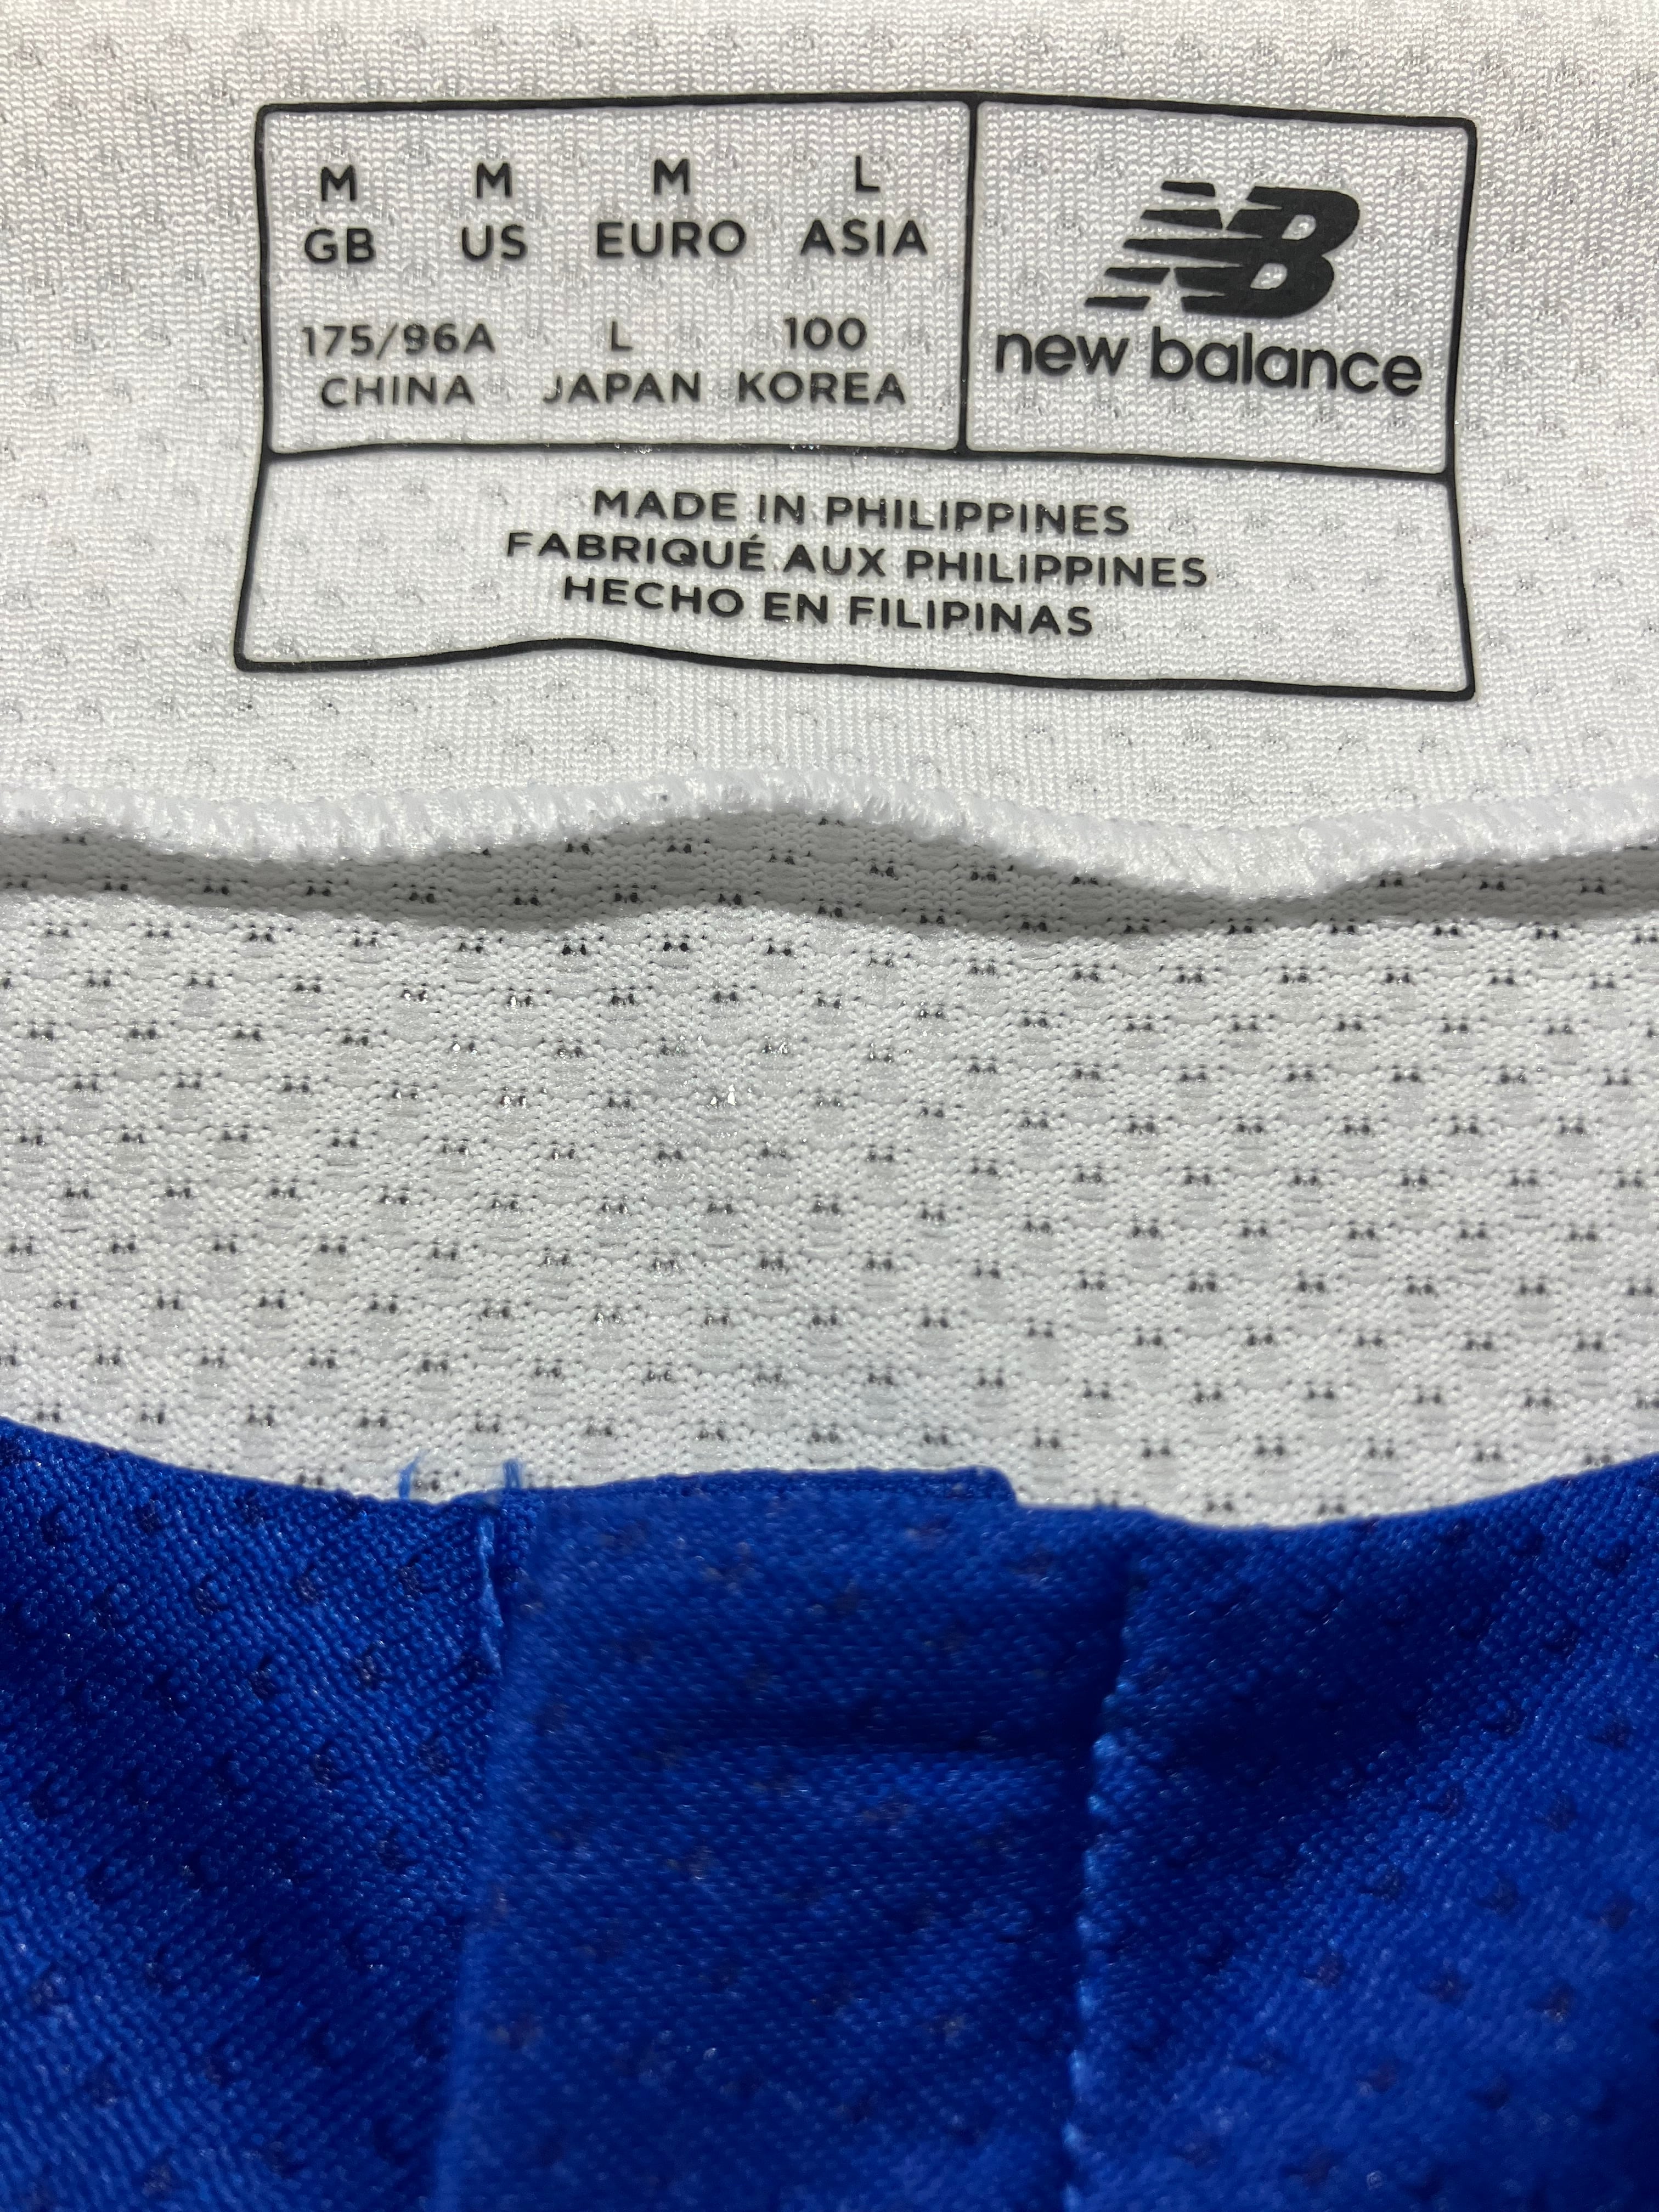 M M M L
GB US EURO ASIA
175/96A L 100
CHINA JAPAN KOREA
NB
new balance
MADE IN PHILIPPINES
FABRIQUÉ AUX PHILIPPINES
HECHO EN FILIPINAS